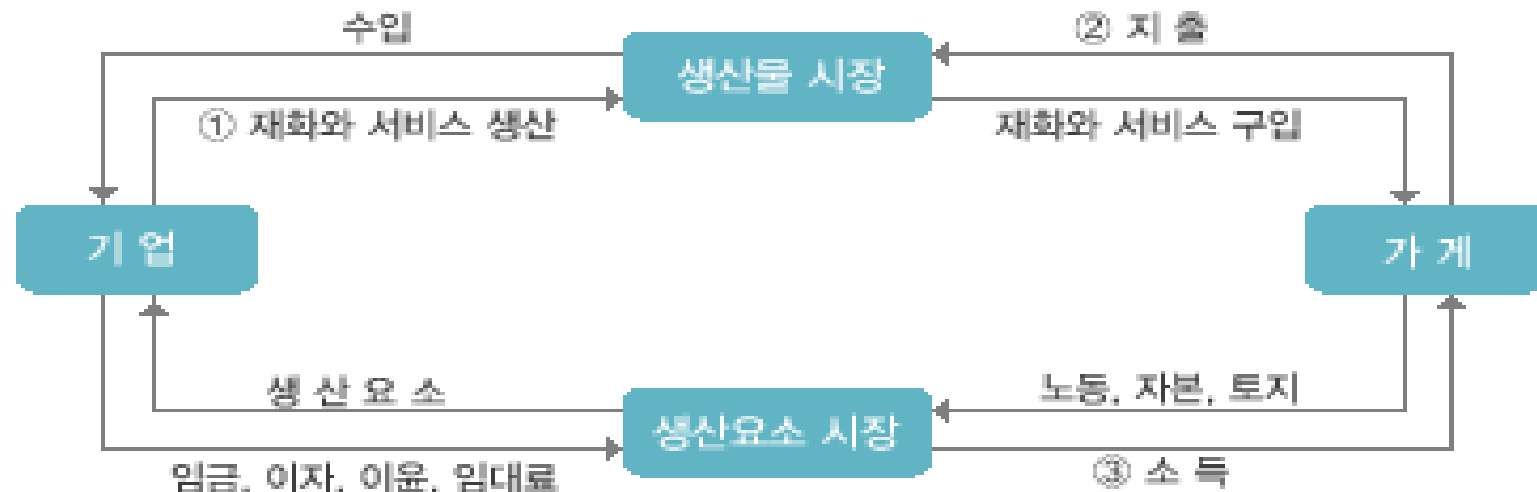 수입
② 지 출
생산물 시장
① 재화와 서비스 생산
재화와 서비스 구입
기 업
가 계
생 산 요 소
노동, 자본, 토지
생산요소 시장
임금, 이자, 이윤, 임대료
③ 소 득